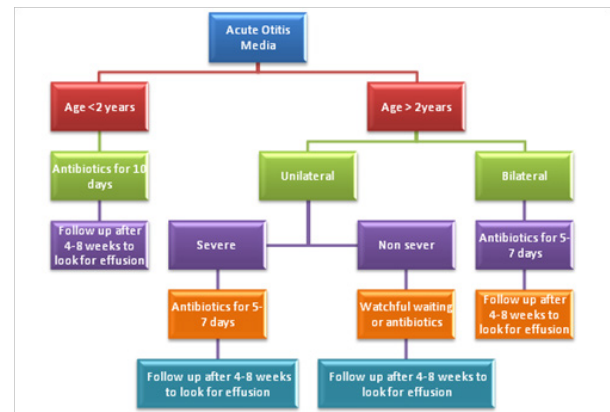 Acute Otitis
Media
Age <2 years
Age > 2years
Antibiotics for 10
days
Unilateral
Bilateral
Follow up after
4-8 weeks to
look for effusion
Severe
Non sever
Antibiotics for 5-
7 days
Antibiotics for 5-
7 days
Watchful waiting
or antibiotics
Follow up after
4-8 weeks to
look for effusion
Follow up after 4-8 weeks
to look for effusion
Follow up after 4-8 weeks to
look for effusion